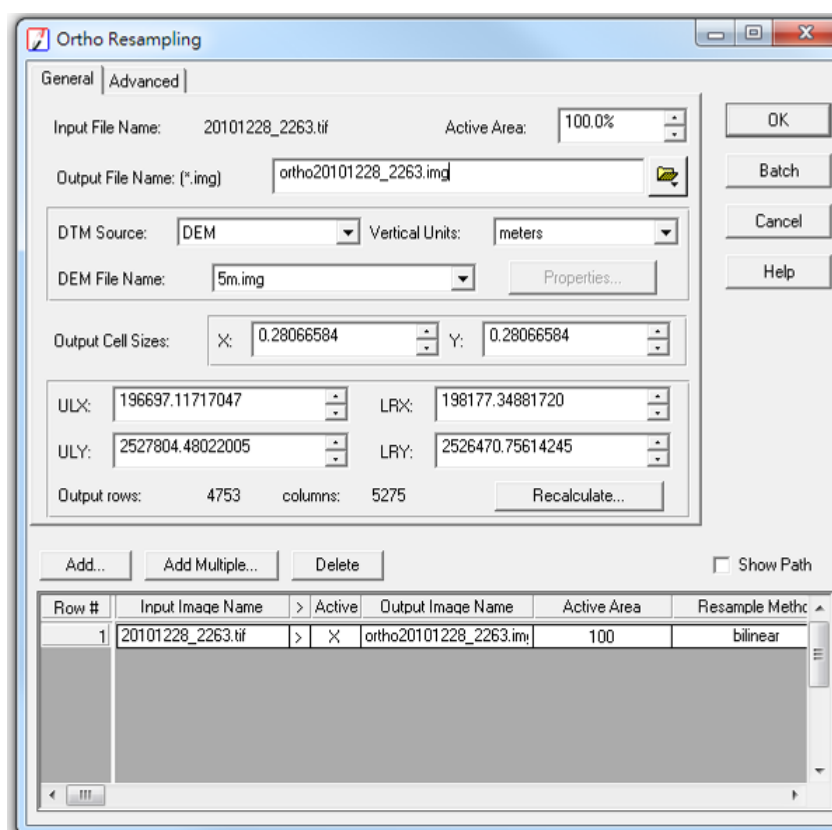 Ortho Resampling
General Advanced
Input File Name: 20101228_2263.tif Active Area: 100.0%
OK
Output File Name: (*.img) ortho20101228_2263.img
Batch
DTM Source: DEM Vertical Units: meters
Cancel
DEM File Name: 5m.img Properties...
Help
Output Cell Sizes: X: 0.28066584 Y: 0.28066584
ULX: 196697.11717047 LRX: 198177.34881720
ULY: 2527804.48022005 LRY: 2526470.75614245
Output rows: 4753 columns: 5275 Recalculate...
Add... Add Multiple... Delete Show Path
Row # Input Image Name > Active Output Image Name Active Area Resample Metho
1 20101228_2263.tif > X ortho20101228_2263.im 100 bilinear